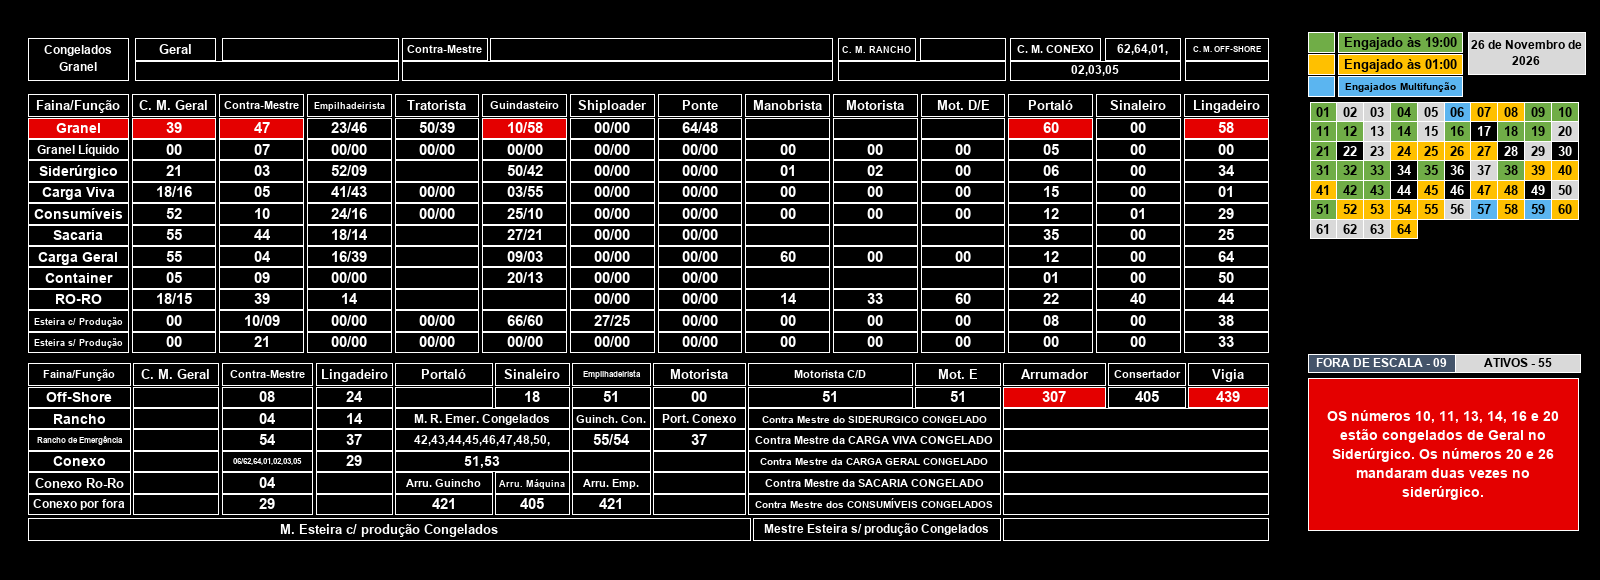 Congelados Granel Geral Contra-Mestre C. M. RANCHO C. M. CONEXO 62,64,01, C. M. OFF-SHORE
02,03,05
Faina/Função C. M. Geral Contra-Mestre Empilhadeirista Tratorista Guindasteiro Shiploader Ponte Manobrista Motorista Mot. D/E Portaló Sinaleiro Lingadeiro
Granel 39 47 23/46 50/39 10/58 00/00 64/48 60 00 58
Granel Líquido 00 07 00/00 00/00 00/00 00/00 00/00 00 00 00 05 00 00
Siderúrgico 21 03 52/09 50/42 00/00 00/00 01 02 00 06 00 34
Carga Viva 18/16 05 41/43 00/00 03/55 00/00 00/00 00 00 00 15 00 01
Consumíveis 52 10 24/16 00/00 25/10 00/00 00/00 00 00 00 12 01 29
Sacaria 55 44 18/14 27/21 00/00 00/00 35 00 25
Carga Geral 55 04 16/39 09/03 00/00 00/00 60 00 00 12 00 64
Container 05 09 00/00 20/13 00/00 00/00 01 00 50
RO-RO 18/15 39 14 00/00 00/00 14 33 60 22 40 44
Esteira c/ Produção 00 10/09 00/00 00/00 66/60 27/25 00/00 00 00 00 08 00 38
Esteira s/ Produção 00 21 00/00 00/00 00/00 00/00 00/00 00 00 00 00 00 33
Faina/Função C. M. Geral Contra-Mestre Lingadeiro Portaló Sinaleiro Empilhadeirista Motorista Motorista C/D Mot. E Arrumador Consertador Vigia
Off-Shore 08 24 18 51 00 51 51 307 405 439
Rancho 04 14 M. R. Emer. Congelados Guinch. Con. Port. Conexo Contra Mestre do SIDERURGICO CONGELADO
Rancho de Emergência 54 37 42,43,44,45,46,47,48,50, 55/54 37 Contra Mestre da CARGA VIVA CONGELADO
Conexo 06/62,64,01,02,03,05 29 51,53 Contra Mestre da CARGA GERAL CONGELADO
Conexo Ro-Ro 04 Arru. Guincho Arru. Máquina Arru. Emp. Contra Mestre da SACARIA CONGELADO
Conexo por fora 29 421 405 421 Contra Mestre dos CONSUMÍVEIS CONGELADOS
M. Esteira c/ produção Congelados Mestre Esteira s/ produção Congelados
Engajado às 19:00
Engajado às 01:00
Engajados Multifunção
26 de Novembro de
2026
01 02 03 04 05 06 07 08 09 10
11 12 13 14 15 16 17 18 19 20
21 22 23 24 25 26 27 28 29 30
31 32 33 34 35 36 37 38 39 40
41 42 43 44 45 46 47 48 49 50
51 52 53 54 55 56 57 58 59 60
61 62 63 64
FORA DE ESCALA - 09 ATIVOS - 55
OS números 10, 11, 13, 14, 16 e 20
estão congelados de Geral no
Siderúrgico. Os números 20 e 26
mandaram duas vezes no
siderúrgico.